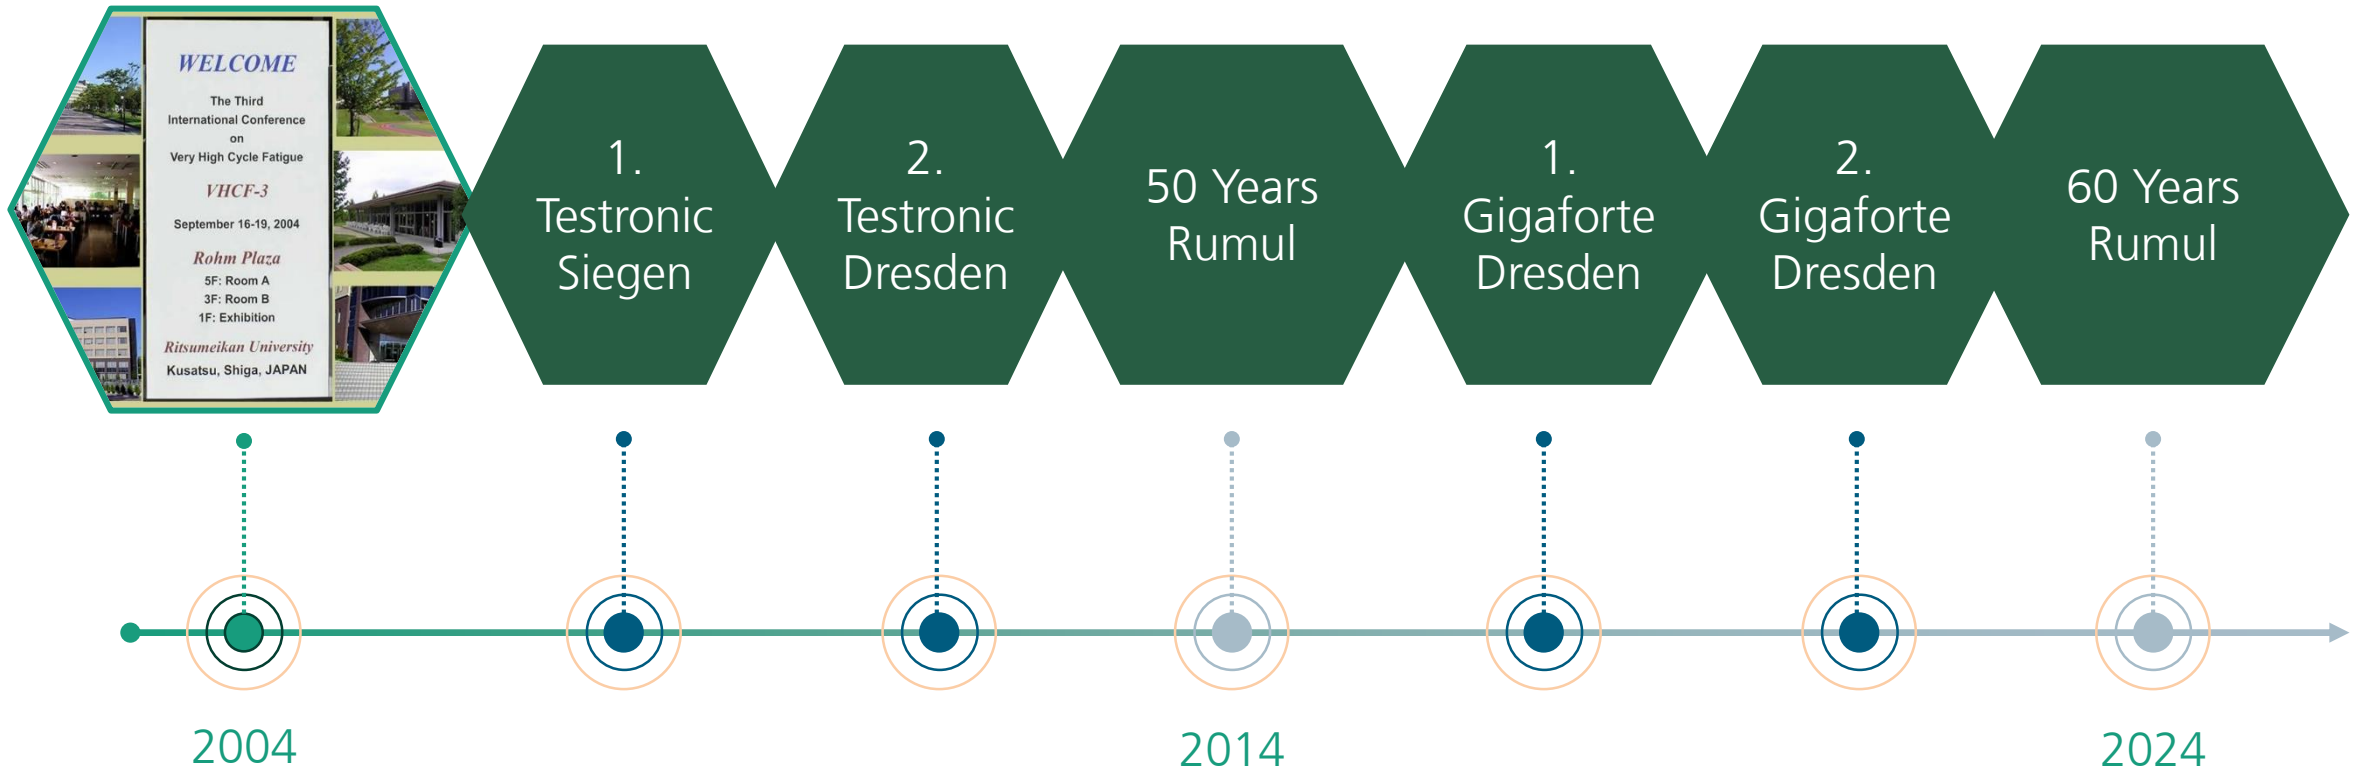 WELCOME
The Third
International Conference
on
Very High Cycle Fatigue
VHCF-3
September 16-19, 2004
Rohm Plaza
5F: Room A
3F: Room B
1F: Exhibition
Ritsumeikan University
Kusatsu, Shiga, JAPAN
1.
Testronic
Siegen
2.
Testronic
Dresden
50 Years
Rumul
1.
Gigaforte
Dresden
2.
Gigaforte
Dresden
60 Years
Rumul
2004
2014
2024